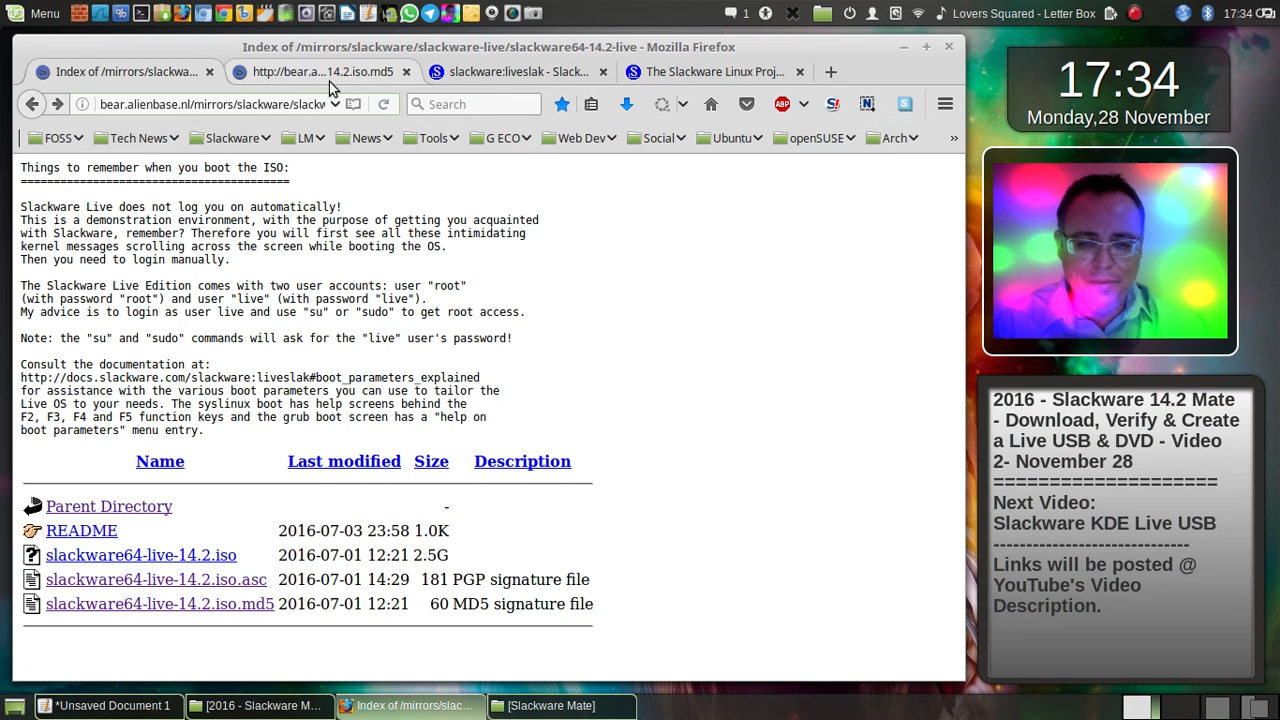 Menu
1
Lovers Squared - Letter Box
17:34
Index of /mirrors/slackware/slackware-live/slackware64-14.2-live - Mozilla Firefox
Index of /mirrors/slackwa...
http://bear.a...14.2.iso.md5
slackware:liveslak - Slack...
The Slackware Linux Proj...
bear.alienbase.nl/mirrors/slackware/slackw
Search
ABP
FOSS
Tech News
Slackware
LM
News
Tools
G ECO
Web Dev
Social
Ubuntu
openSUSE
Arch
»
Things to remember when you boot the ISO:
=========================================
Slackware Live does not log you on automatically!
This is a demonstration environment, with the purpose of getting you acquainted
with Slackware, remember? Therefore you will first see all these intimidating
kernel messages scrolling across the screen while booting the OS.
Then you need to login manually.
The Slackware Live Edition comes with two user accounts: user "root"
(with password "root") and user "live" (with password "live").
My advice is to login as user live and use "su" or "sudo" to get root access.
Note: the "su" and "sudo" commands will ask for the "live" user's password!
Consult the documentation at:
http://docs.slackware.com/slackware:liveslak#boot_parameters_explained
for assistance with the various boot parameters you can use to tailor the
Live OS to your needs. The syslinux boot has help screens behind the
F2, F3, F4 and F5 function keys and the grub boot screen has a "help on
boot parameters" menu entry.
Name Last modified Size Description
Parent Directory -
README 2016-07-03 23:58 1.0K
slackware64-live-14.2.iso 2016-07-01 12:21 2.5G
slackware64-live-14.2.iso.asc 2016-07-01 14:29 181 PGP signature file
slackware64-live-14.2.iso.md5 2016-07-01 12:21 60 MD5 signature file
17:34
Monday,28 November
2016 - Slackware 14.2 Mate
- Download, Verify & Create
a Live USB & DVD - Video
2- November 28
====================
Next Video:
Slackware KDE Live USB
----------------------------
Links will be posted @
YouTube's Video
Description.
*Unsaved Document 1
[2016 - Slackware M...
Index of /mirrors/slac...
[Slackware Mate]